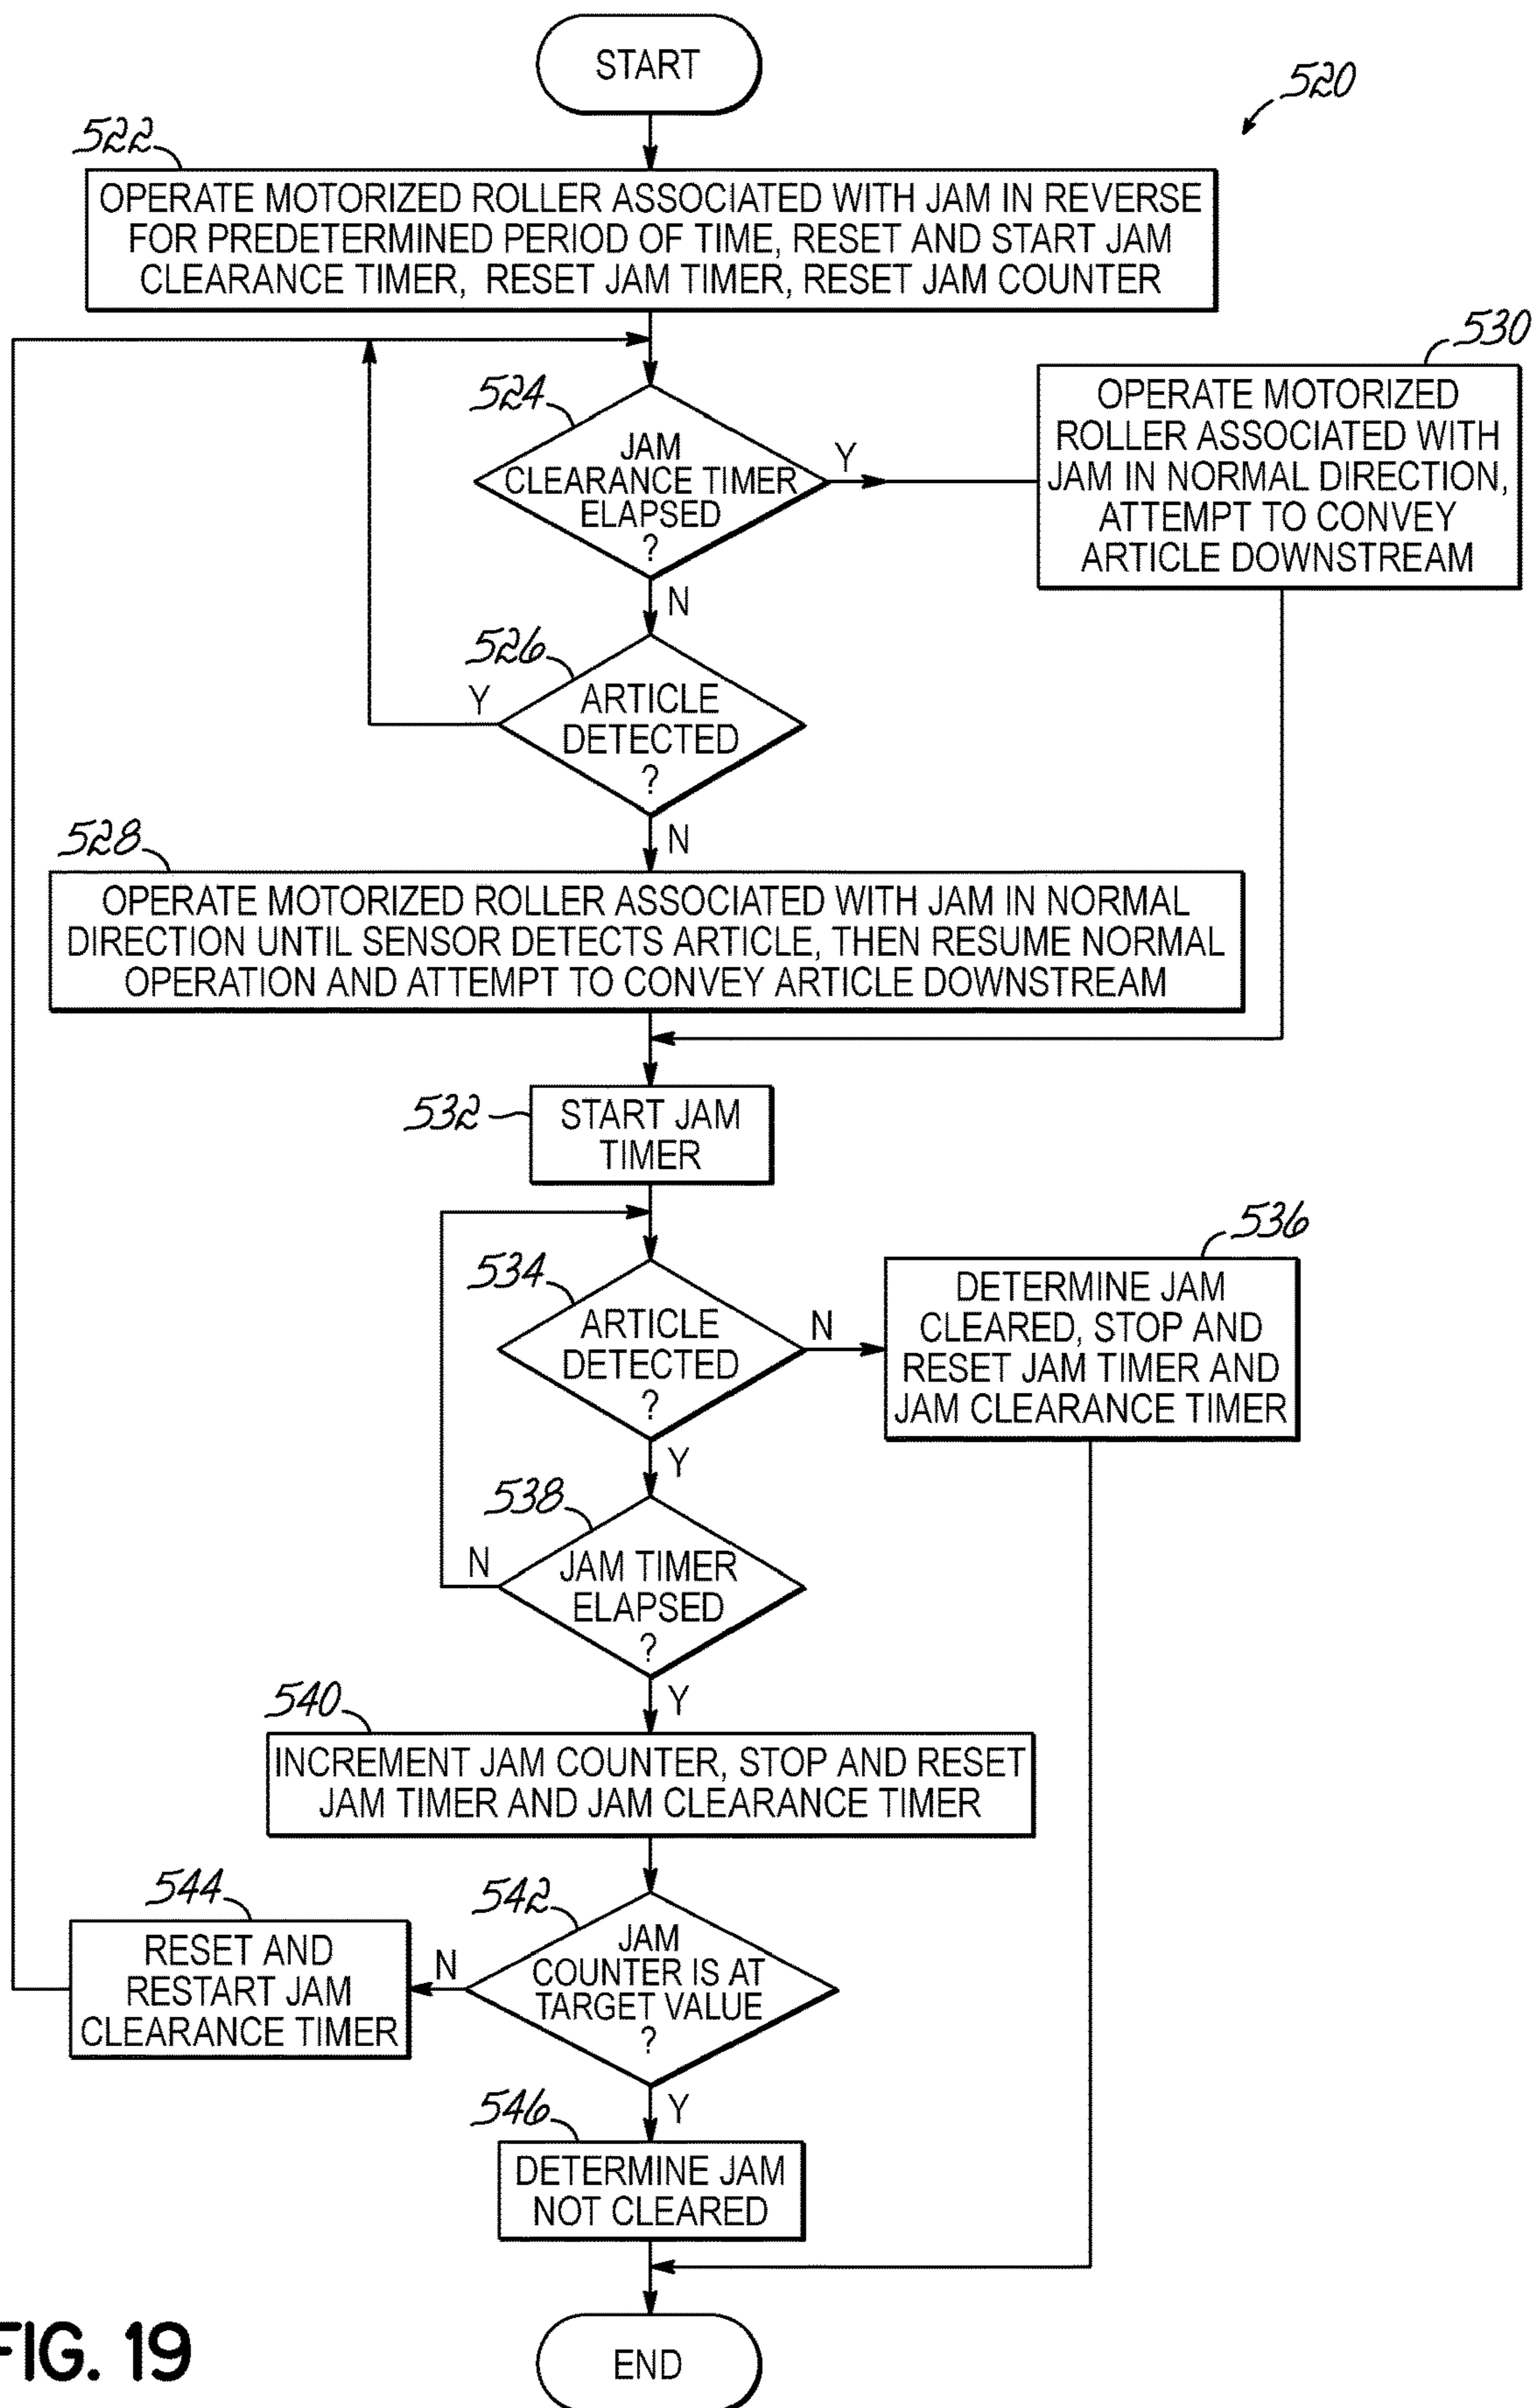 START
520
522
OPERATE MOTORIZED ROLLER ASSOCIATED WITH JAM IN REVERSE
FOR PREDETERMINED PERIOD OF TIME, RESET AND START JAM
CLEARANCE TIMER, RESET JAM TIMER, RESET JAM COUNTER
524
JAM
CLEARANCE TIMER
ELAPSED
?
Y
N
530
OPERATE MOTORIZED
ROLLER ASSOCIATED WITH
JAM IN NORMAL DIRECTION,
ATTEMPT TO CONVEY
ARTICLE DOWNSTREAM
526
Y
ARTICLE
DETECTED
?
N
528
OPERATE MOTORIZED ROLLER ASSOCIATED WITH JAM IN NORMAL
DIRECTION UNTIL SENSOR DETECTS ARTICLE, THEN RESUME NORMAL
OPERATION AND ATTEMPT TO CONVEY ARTICLE DOWNSTREAM
532
START JAM
TIMER
534
ARTICLE
DETECTED
?
N
Y
536
DETERMINE JAM
CLEARED, STOP AND
RESET JAM TIMER AND
JAM CLEARANCE TIMER
538
N
JAM TIMER
ELAPSED
?
Y
540
INCREMENT JAM COUNTER, STOP AND RESET
JAM TIMER AND JAM CLEARANCE TIMER
542
JAM
COUNTER IS AT
TARGET VALUE
?
N
Y
544
RESET AND
RESTART JAM
CLEARANCE TIMER
546
DETERMINE JAM
NOT CLEARED
END
FIG. 19